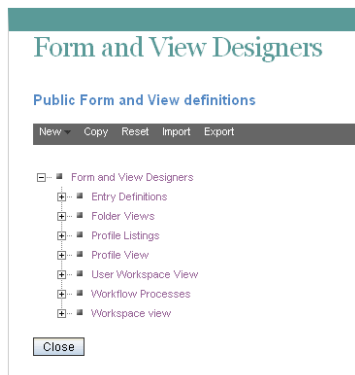 Form and View Designers
Public Form and View definitions
New Copy Reset Import Export
Form and View Designers
Entry Definitions
Folder Views
Profile Listings
Profile View
User Workspace View
Workflow Processes
Workspace view
Close